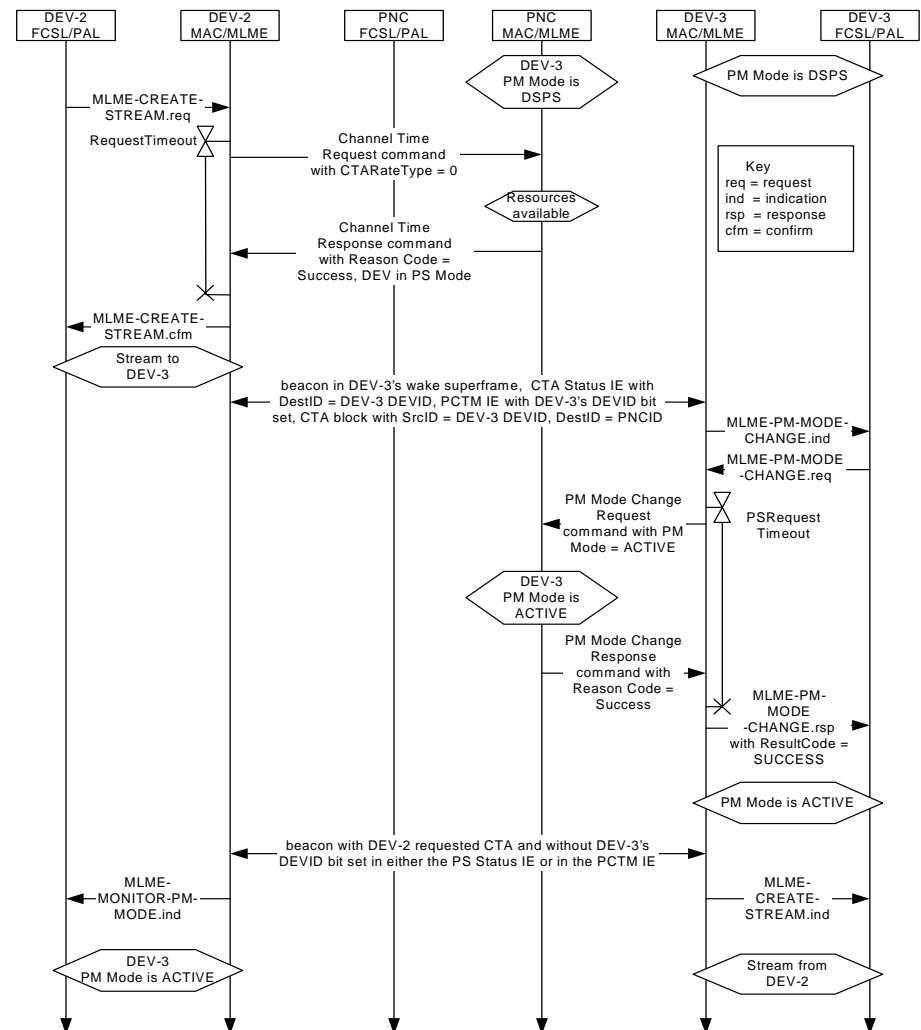 DEV-2
FCSL/PAL
DEV-2
MAC/MLME
PNC
FCSL/PAL
PNC
MAC/MLME
DEV-3
MAC/MLME
DEV-3
FCSL/PAL
DEV-3
PM Mode is
DSPS
PM Mode is DSPS
MLME-CREATE-
STREAM.req
RequestTimeout
Channel Time
Request command
with CTARateType = 0
Key
req = request
ind = indication
rsp = response
cfm = confirm
Resources
available
Channel Time
Response command
with Reason Code =
Success, DEV in PS Mode
MLME-CREATE-
STREAM.cfm
Stream to
DEV-3
beacon in DEV-3's wake superframe, CTA Status IE with
DestID = DEV-3 DEVID, PCTM IE with DEV-3's DEVID bit
set, CTA block with SrcID = DEV-3 DEVID, DestID = PNCID
MLME-PM-MODE-
CHANGE.ind
MLME-PM-MODE
-CHANGE.req
PM Mode Change
Request
command with PM
Mode = ACTIVE
PSRequest
Timeout
DEV-3
PM Mode is
ACTIVE
PM Mode Change
Response
command with
Reason Code =
Success
MLME-PM-
MODE
-CHANGE.rsp
with ResultCode =
SUCCESS
PM Mode is ACTIVE
beacon with DEV-2 requested CTA and without DEV-3's
DEVID bit set in either the PS Status IE or in the PCTM IE
MLME-
MONITOR-PM-
MODE.ind
MLME-
CREATE-
STREAM.ind
DEV-3
PM Mode is ACTIVE
Stream from
DEV-2